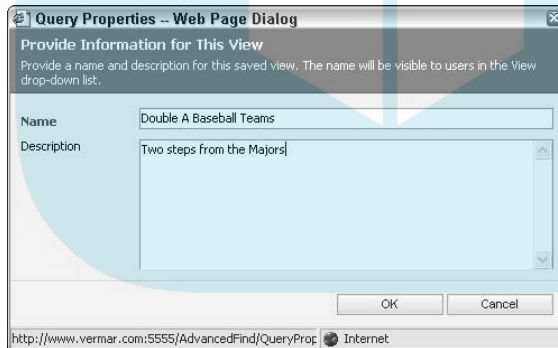 Query Properties -- Web Page Dialog
Provide Information for This View
Provide a name and description for this saved view. The name will be visible to users in the View
drop-down list.
Name
Double A Baseball Teams
Description
Two steps from the Majors
OK
Cancel
http://www.vermar.com:5555/AdvancedFind/QueryProp
Internet